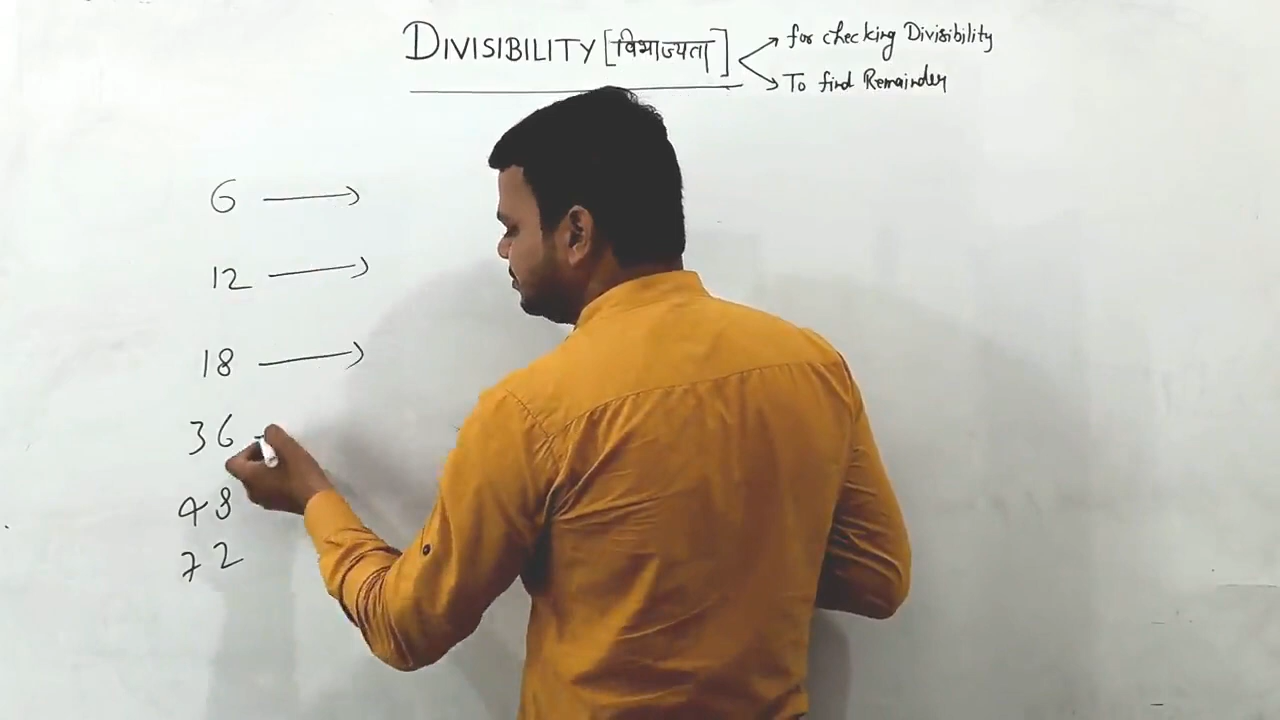 DIVISIBILITY [विभाज्यता]
→ for checking Divisibility
→ To find Remainder
6 →
12 →
18 →
36
48
72